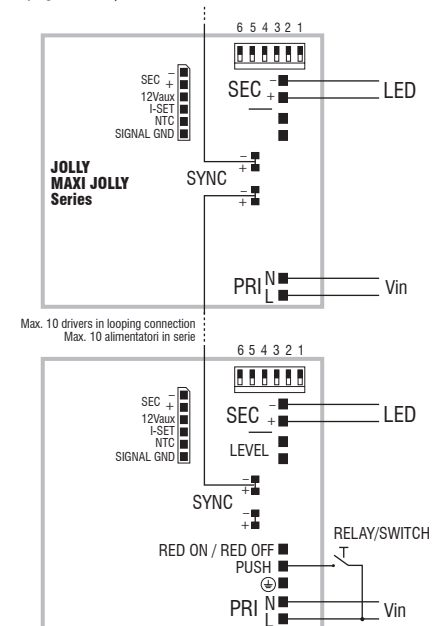 6 5 4 3 2 1
SEC -
+
12Vaux
I-SET
NTC
SIGNAL GND
SEC -
+
LED
JOLLY
MAXI JOLLY
Series
SYNC
-
+
-
+
PRI N
L
Vin
Max. 10 drivers in looping connection
Max. 10 alimentatori in serie
6 5 4 3 2 1
SEC -
+
12Vaux
I-SET
NTC
SIGNAL GND
SEC -
+
LED
LEVEL
SYNC
-
+
-
+
RELAY/SWITCH
T
RED ON / RED OFF
PUSH
PRI N
L
Vin